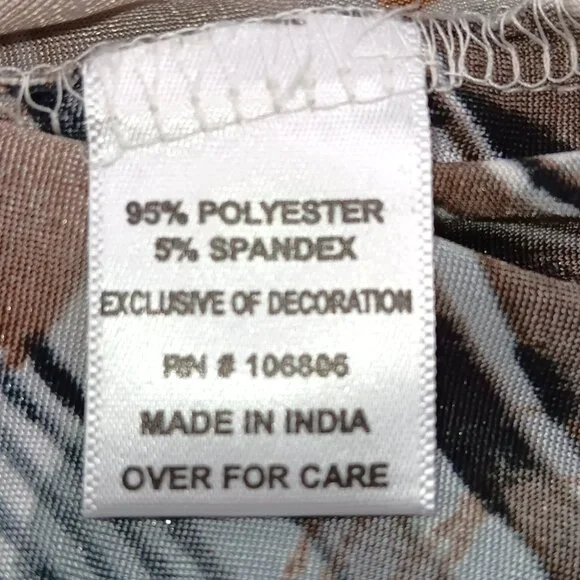 95% POLYESTER
5% SPANDEX
EXCLUSIVE OF DECORATION
RN # 106806
MADE IN INDIA
OVER FOR CARE